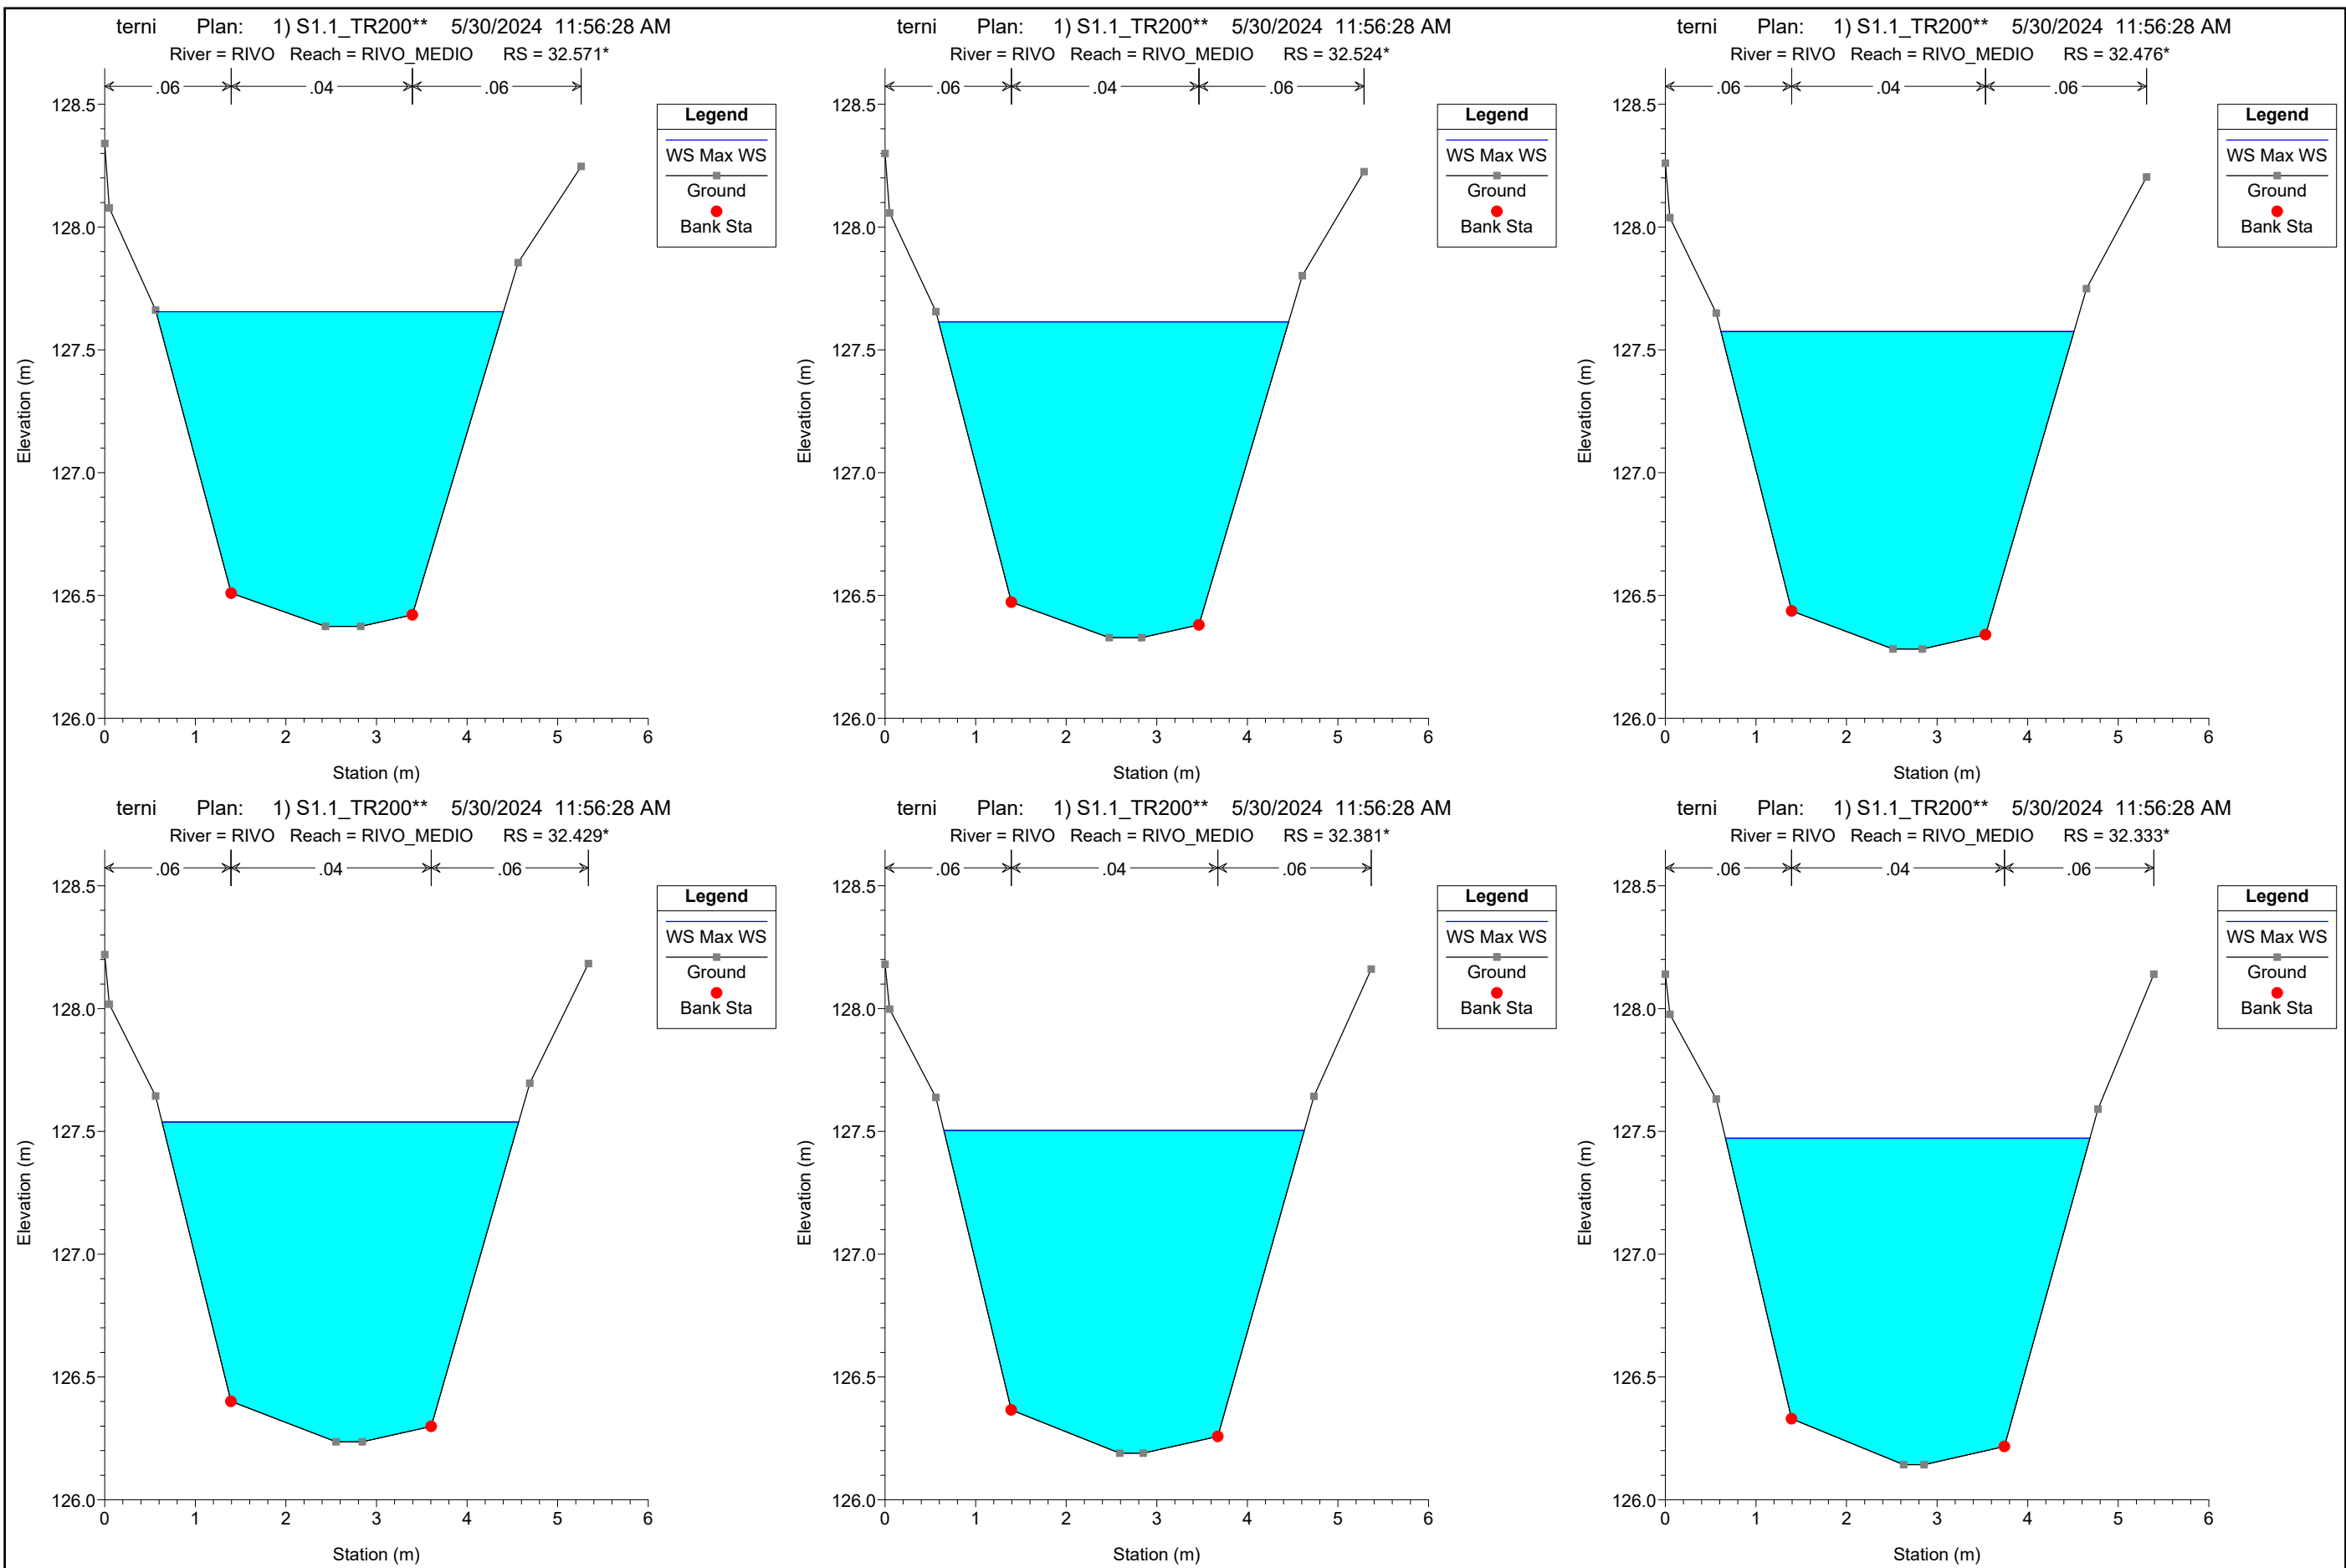 terni Plan: 1) S1.1_TR200** 5/30/2024 11:56:28 AM
River = RIVO Reach = RIVO_MEDIO RS = 32.571*
.06 .04 .06
Legend
WS Max WS
Ground
Bank Sta
128.5
128.0
127.5
127.0
126.5
126.0
0 1 2 3 4 5 6
Elevation (m)
Station (m)
terni Plan: 1) S1.1_TR200** 5/30/2024 11:56:28 AM
River = RIVO Reach = RIVO_MEDIO RS = 32.524*
.06 .04 .06
Legend
WS Max WS
Ground
Bank Sta
128.5
128.0
127.5
127.0
126.5
126.0
0 1 2 3 4 5 6
Elevation (m)
Station (m)
terni Plan: 1) S1.1_TR200** 5/30/2024 11:56:28 AM
River = RIVO Reach = RIVO_MEDIO RS = 32.476*
.06 .04 .06
Legend
WS Max WS
Ground
Bank Sta
128.5
128.0
127.5
127.0
126.5
126.0
0 1 2 3 4 5 6
Elevation (m)
Station (m)
terni Plan: 1) S1.1_TR200** 5/30/2024 11:56:28 AM
River = RIVO Reach = RIVO_MEDIO RS = 32.429*
.06 .04 .06
Legend
WS Max WS
Ground
Bank Sta
128.5
128.0
127.5
127.0
126.5
126.0
0 1 2 3 4 5 6
Elevation (m)
Station (m)
terni Plan: 1) S1.1_TR200** 5/30/2024 11:56:28 AM
River = RIVO Reach = RIVO_MEDIO RS = 32.381*
.06 .04 .06
Legend
WS Max WS
Ground
Bank Sta
128.5
128.0
127.5
127.0
126.5
126.0
0 1 2 3 4 5 6
Elevation (m)
Station (m)
terni Plan: 1) S1.1_TR200** 5/30/2024 11:56:28 AM
River = RIVO Reach = RIVO_MEDIO RS = 32.333*
.06 .04 .06
Legend
WS Max WS
Ground
Bank Sta
128.5
128.0
127.5
127.0
126.5
126.0
0 1 2 3 4 5 6
Elevation (m)
Station (m)